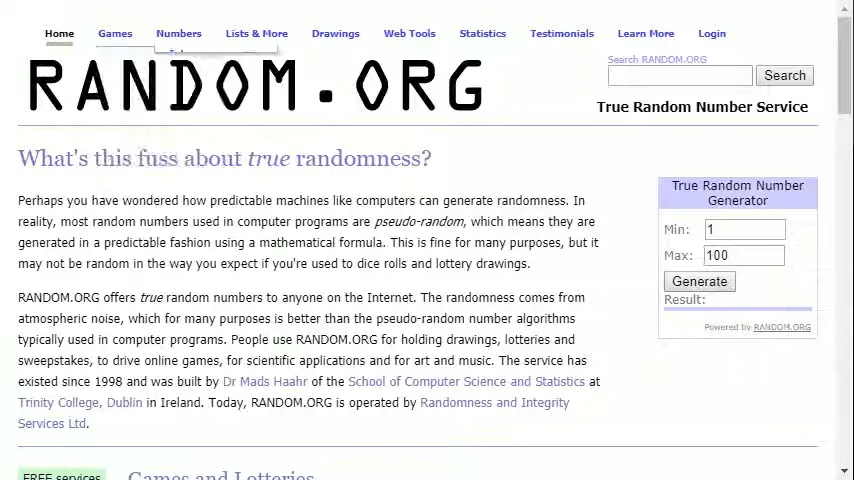 Home Games Numbers Lists & More Drawings Web Tools Statistics Testimonials Learn More Login
Search RANDOM.ORG
RANDOM.ORG
Search
True Random Number Service
What's this fuss about true randomness?
Perhaps you have wondered how predictable machines like computers can generate randomness. In
reality, most random numbers used in computer programs are pseudo-random, which means they are
generated in a predictable fashion using a mathematical formula. This is fine for many purposes, but it
may not be random in the way you expect if you're used to dice rolls and lottery drawings.
RANDOM.ORG offers true random numbers to anyone on the Internet. The randomness comes from
atmospheric noise, which for many purposes is better than the pseudo-random number algorithms
typically used in computer programs. People use RANDOM.ORG for holding drawings, lotteries and
sweepstakes, to drive online games, for scientific applications and for art and music. The service has
existed since 1998 and was built by Dr Mads Haahr of the School of Computer Science and Statistics at
Trinity College, Dublin in Ireland. Today, RANDOM.ORG is operated by Randomness and Integrity
Services Ltd.
True Random Number
Generator
Min: 1
Max: 100
Generate
Result:
Powered by RANDOM.ORG
FREE services
Games and Lotteries